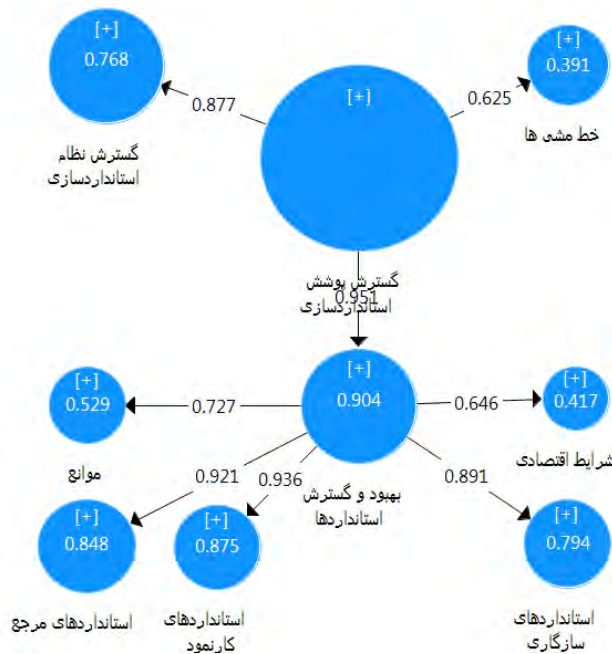 [+]
0.768
[+]
[+]
0.391
0.877
0.625
گسترش نظام
استانداردسازی
خط مشی ها
گسترش پوشش
استانداردسازی
0.951
[+]
0.529
[+]
0.904
[+]
0.417
0.727
0.646
موانع
شرایط اقتصادی
0.921
0.936
0.891
بهبود و گسترش
استانداردها
[+]
0.848
[+]
0.875
[+]
0.794
استانداردهای مرجع
استانداردهای
کارنمود
استانداردهای
سازگاری